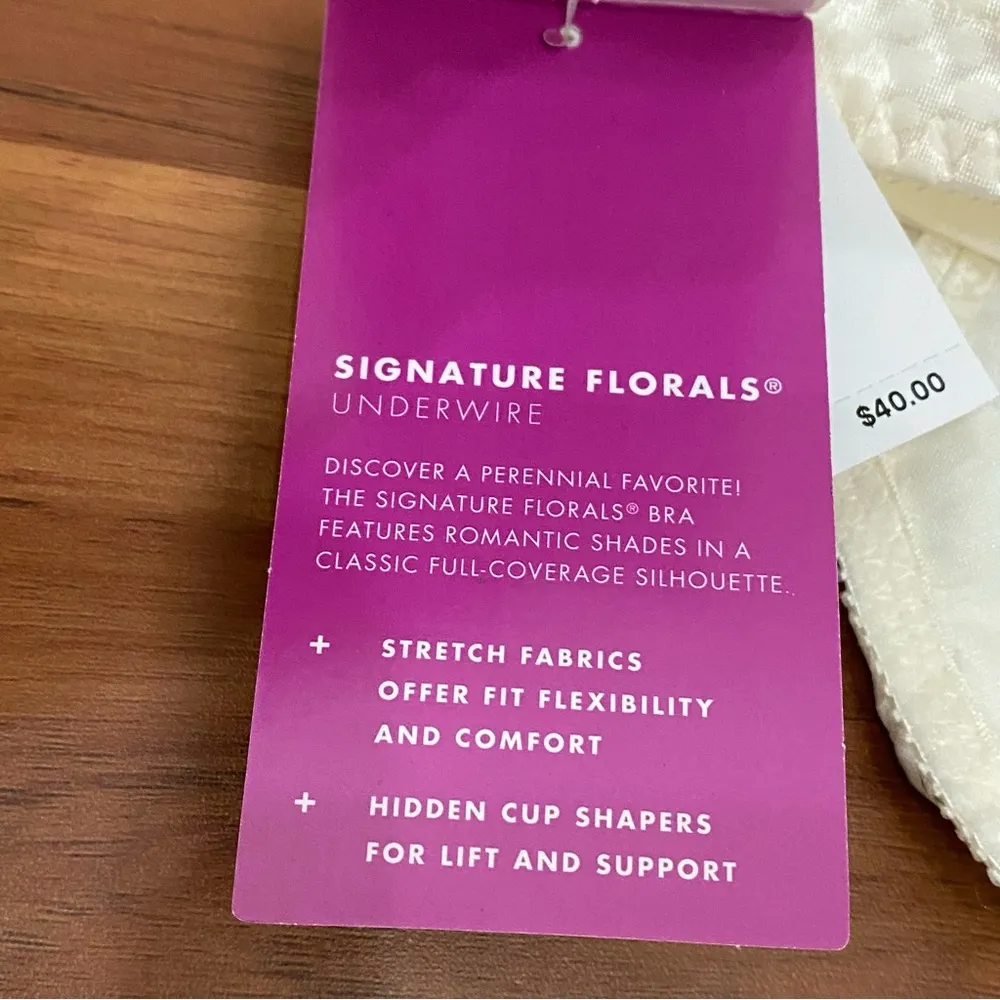 SIGNATURE FLORALS®
UNDERWIRE
DISCOVER A PERENNIAL FAVORITE!
THE SIGNATURE FLORALS® BRA
FEATURES ROMANTIC SHADES IN A
CLASSIC FULL-COVERAGE SILHOUETTE..
+ STRETCH FABRICS
OFFER FIT FLEXIBILITY
AND COMFORT
+ HIDDEN CUP SHAPERS
FOR LIFT AND SUPPORT
$40.00